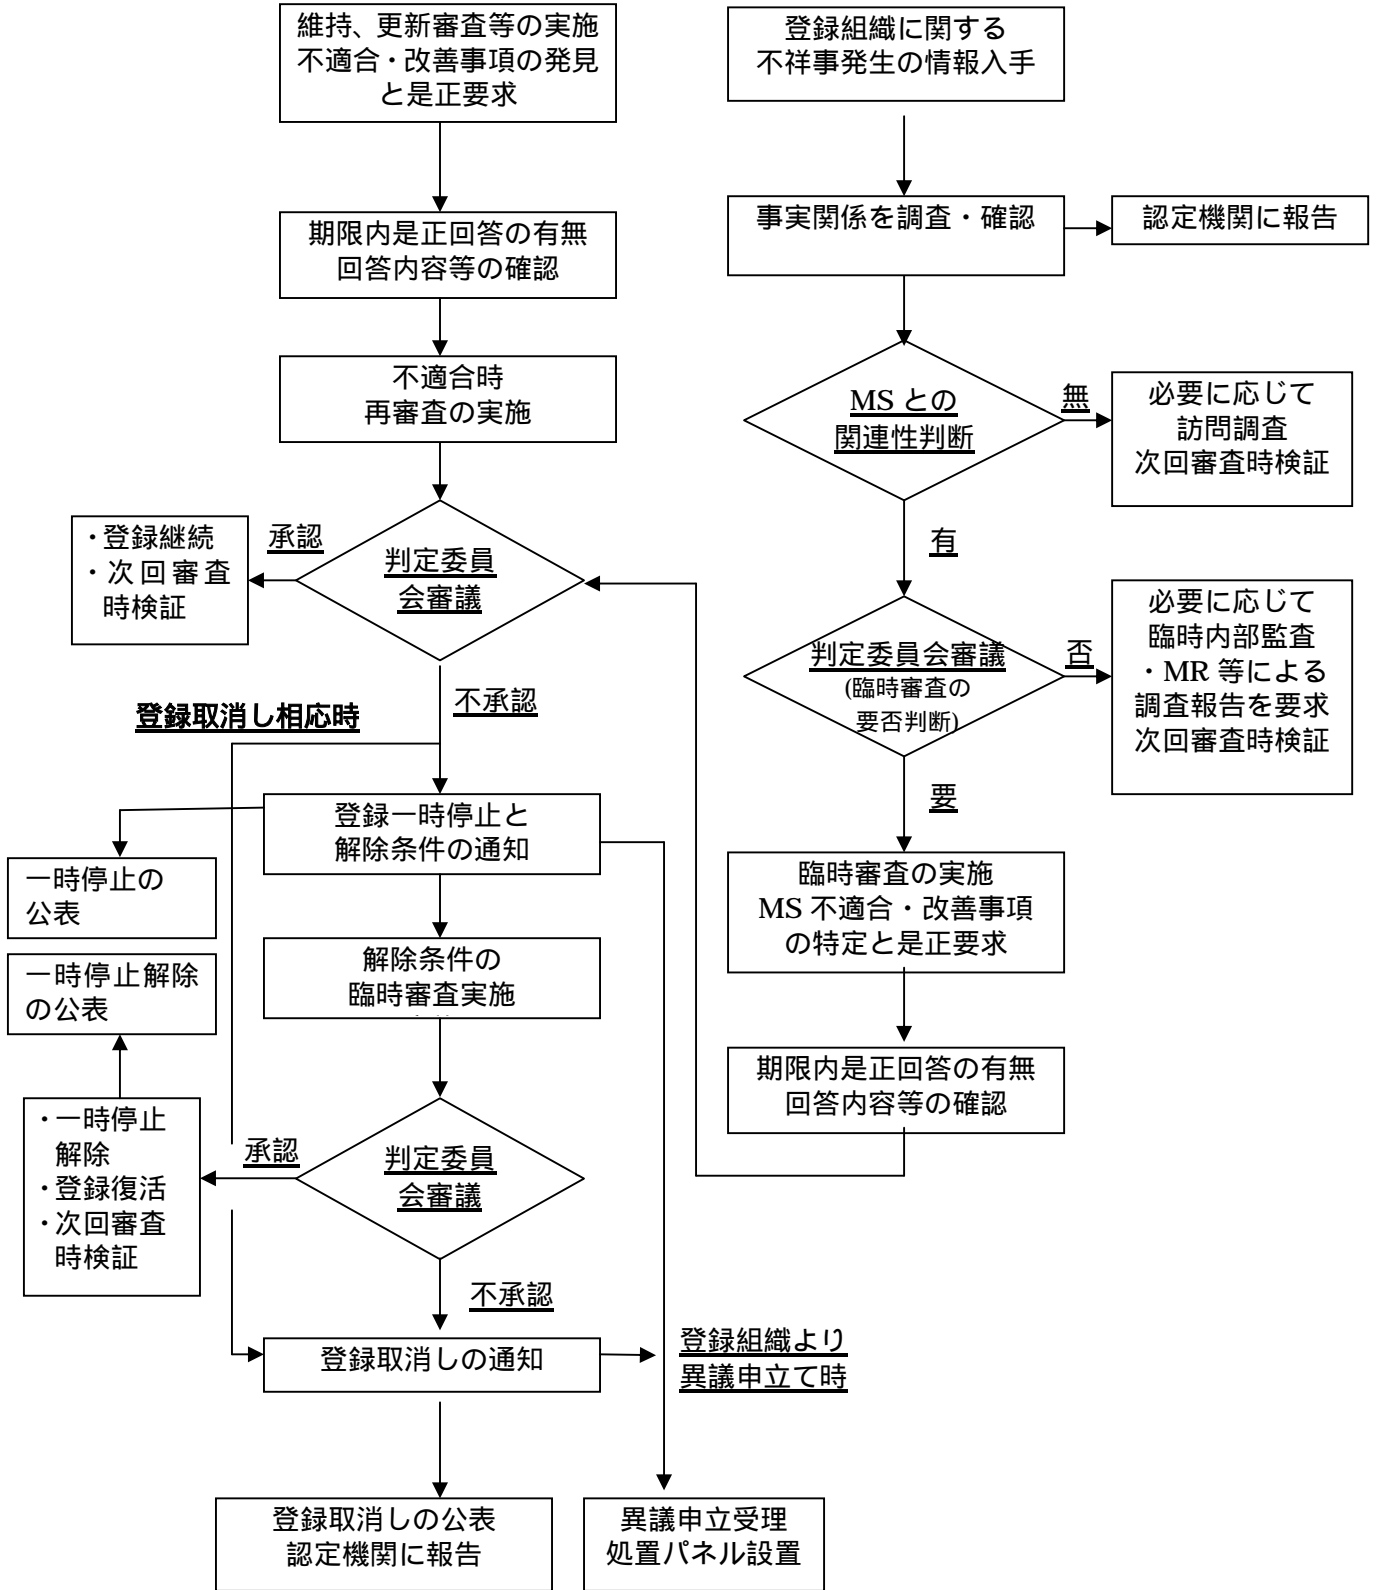 維持、更新審査等の実施
不適合・改善事項の発見
と是正要求
期限内是正回答の有無
回答内容等の確認
不適合時
再審査の実施
判定委員
会審議
承認
・登録継続
・次回審査
時検証
不承認
登録取消し相応時
登録一時停止と
解除条件の通知
一時停止の
公表
解除条件の
臨時審査実施
一時停止解除
の公表
判定委員
会審議
承認
・一時停止
解除
・登録復活
・次回審査
時検証
不承認
登録取消しの通知
登録組織より
異議申立て時
登録取消しの公表
認定機関に報告
異議申立受理
処置パネル設置
登録組織に関する
不祥事発生の情報入手
事実関係を調査・確認
認定機関に報告
MS との
関連性判断
無
必要に応じて
訪問調査
次回審査時検証
有
判定委員会審議
(臨時審査の
要否判断)
否
必要に応じて
臨時内部監査
・MR 等による
調査報告を要求
次回審査時検証
要
臨時審査の実施
MS 不適合・改善事項
の特定と是正要求
期限内是正回答の有無
回答内容等の確認